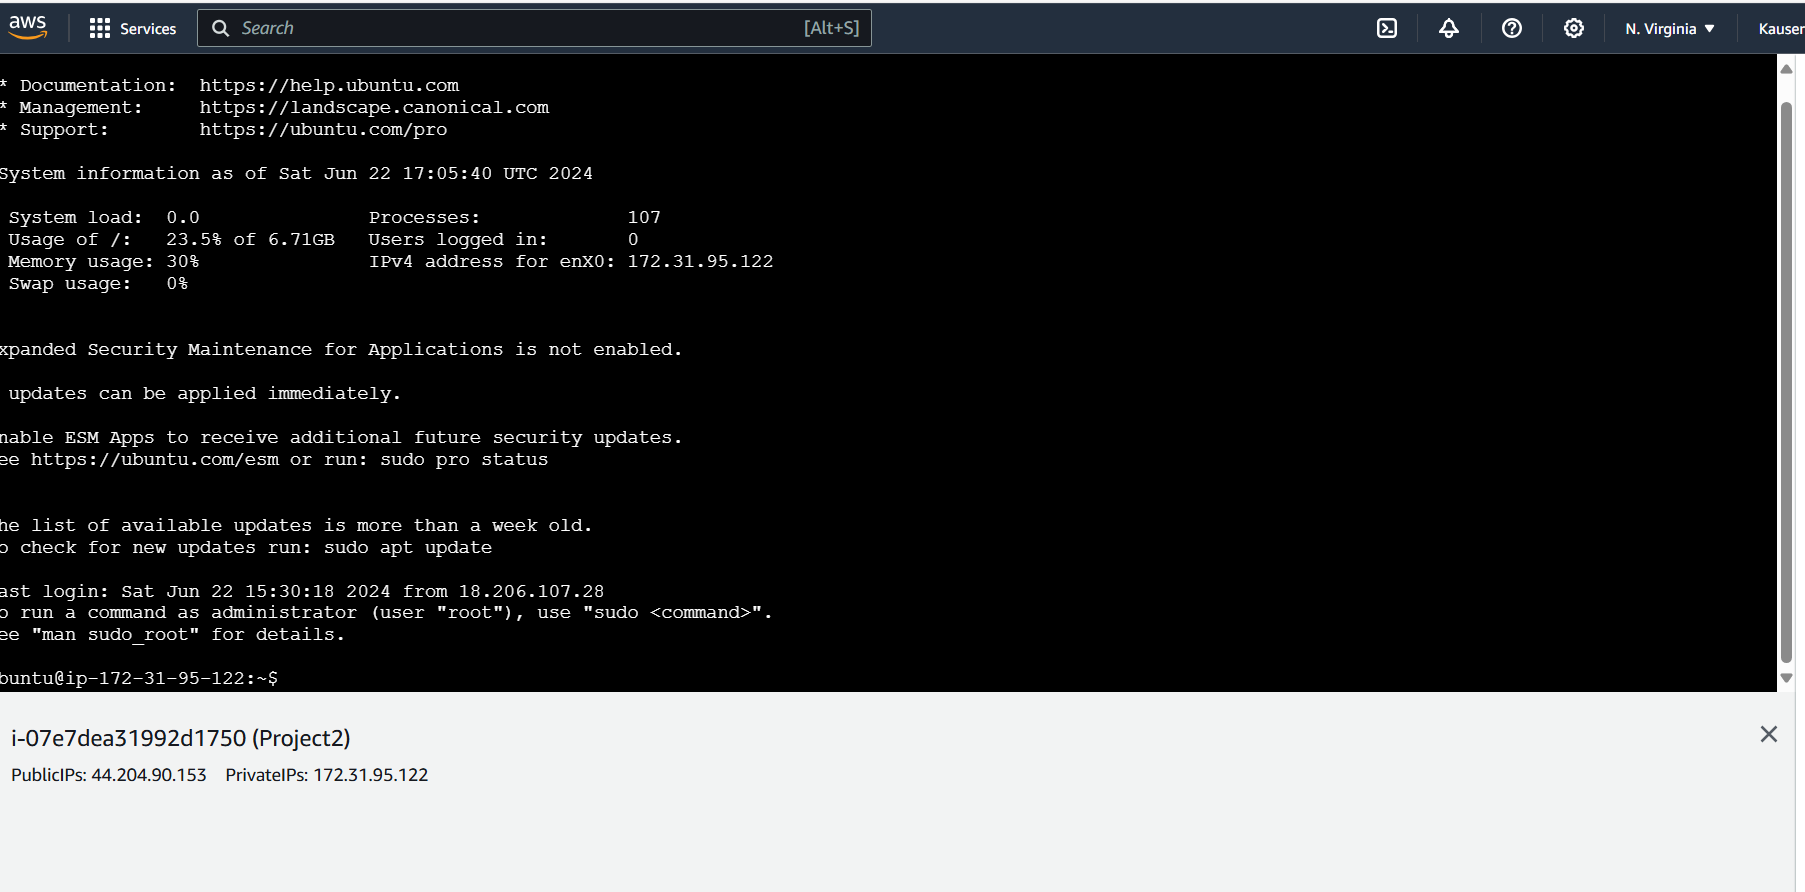 aws
Services
Search [Alt+S]
N. Virginia
Kauser
* Documentation: https://help.ubuntu.com
* Management: https://landscape.canonical.com
* Support: https://ubuntu.com/pro
System information as of Sat Jun 22 17:05:40 UTC 2024
System load: 0.0 Processes: 107
Usage of /: 23.5% of 6.71GB Users logged in: 0
Memory usage: 30% IPv4 address for enX0: 172.31.95.122
Swap usage: 0%
xpanded Security Maintenance for Applications is not enabled.
updates can be applied immediately.
nable ESM Apps to receive additional future security updates.
ee https://ubuntu.com/esm or run: sudo pro status
he list of available updates is more than a week old.
o check for new updates run: sudo apt update
ast login: Sat Jun 22 15:30:18 2024 from 18.206.107.28
o run a command as administrator (user "root"), use "sudo <command>".
ee "man sudo_root" for details.
buntu@ip-172-31-95-122:~$
i-07e7dea31992d1750 (Project2)
PublicIPs: 44.204.90.153 PrivateIPs: 172.31.95.122